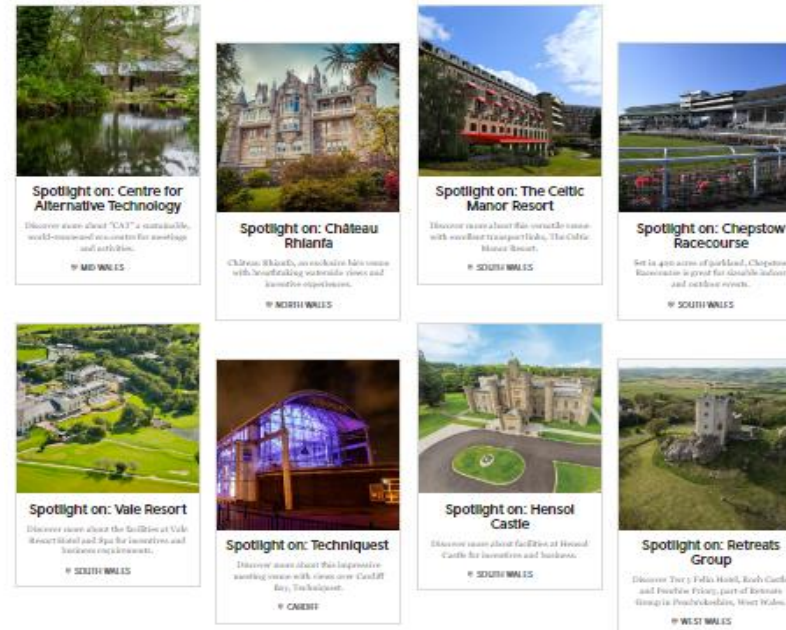 Spotlight on: Centre for
Alternative Technology
Discover more about "CAT" a sustainable,
world-renowned eco centre for meetings
and activities.
MID WALES
Spotlight on: Château
Rhianfa
Château Rhianfa, an exclusive hire venue
with breathtaking waterside views and
incentive experiences.
NORTH WALES
Spotlight on: The Celtic
Manor Resort
Discover more about this versatile venue
with excellent transport links, The Celtic
Manor Resort.
SOUTH WALES
Spotlight on: Chepstow
Racecourse
Set in 400 acres of parkland, Chepstow
Racecourse is great for sizeable indoor
and outdoor events.
SOUTH WALES
Spotlight on: Vale Resort
Discover more about the facilities at Vale
Resort Hotel and Spa for incentives and
business requirements.
SOUTH WALES
Spotlight on: Techniquest
Discover more about this impressive
meeting venue with views over Cardiff
Bay, Techniquest.
CARDIFF
Spotlight on: Hensol
Castle
Discover more about facilities at Hensol
Castle for incentives and business.
SOUTH WALES
Spotlight on: Retreats
Group
Discover Twr y Felin Hotel, Roch Castle
and Penrhiw Priory, part of Retreats
Group in Pembrokeshire, West Wales.
WEST WALES